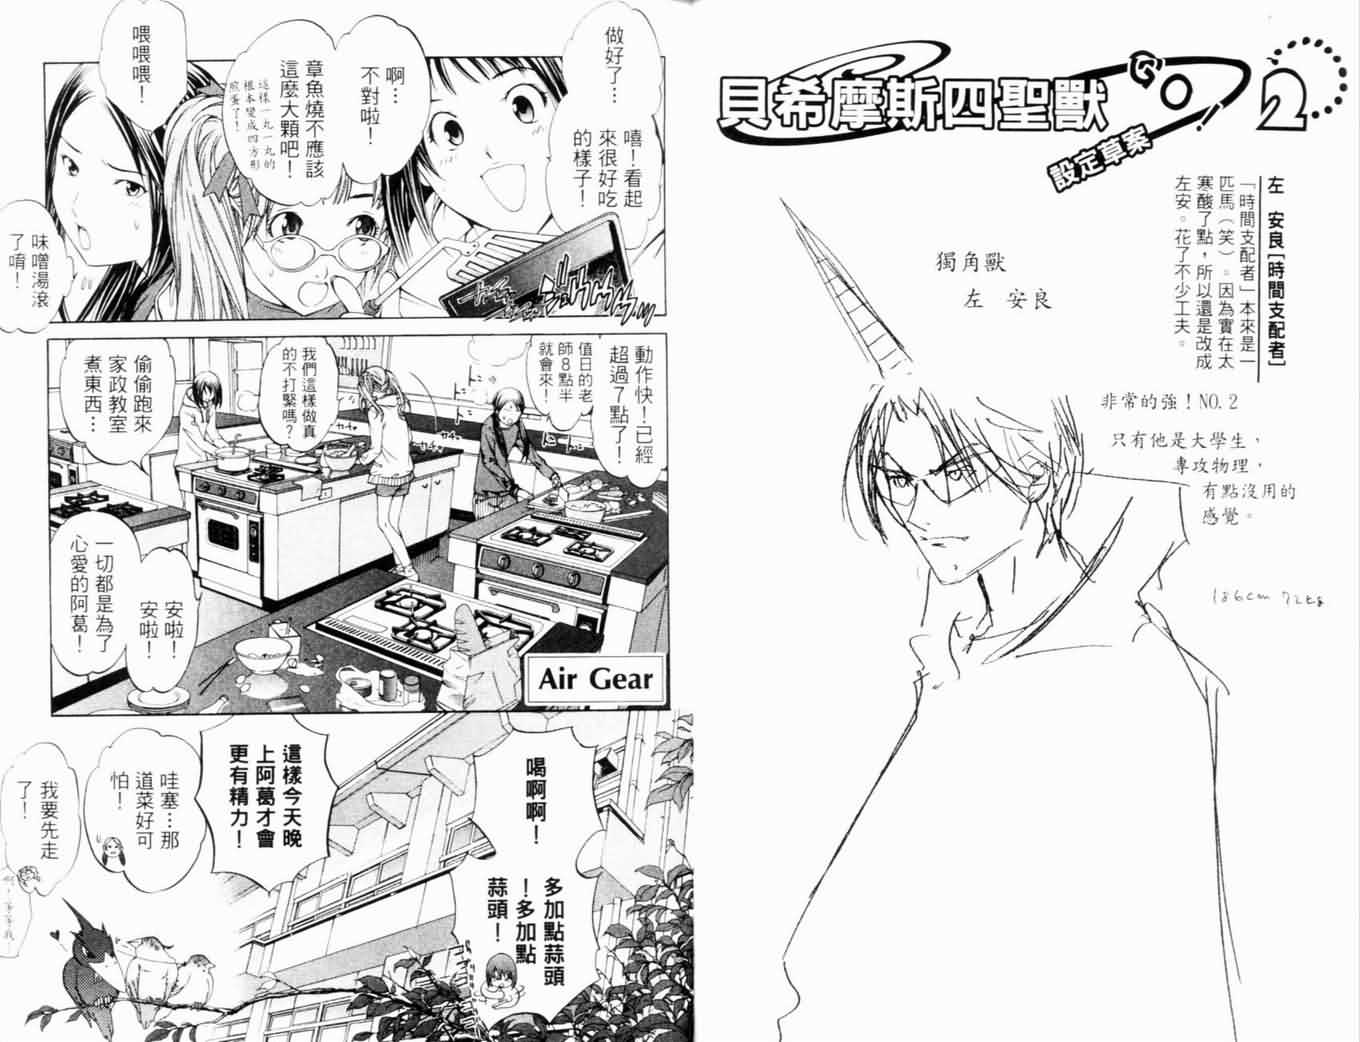 貝希摩斯四聖獸 2
設定草案
左 安良[時間支配者]
「時間支配者」本來是一
匹馬(笑)。因為實在太
寒酸了點,所以還是改成
左安。花了不少工夫。
獨角獸
左 安良
非常的強!NO.2
只有他是大學生,
專攻物理,
有點沒用的
感覺。
186cm 72kg
做好了…
嘻!看起
來很好吃
的樣子!
啊…
不對啦!
章魚燒不應該
這麼大顆吧!
這樣一丸一丸的
根本變成四方形
煎蛋了!
喂喂喂!
味噌湯滾
了唷!
動作快!已經
超過7點了!
值日的老
師8點半
就會來!
我們這樣做真
的不打緊嗎?
偷偷跑來
家政教室
煮東西…
安啦!
安啦!
一切都是為了
心愛的阿葛!
Air Gear
喝啊啊!
多加點蒜頭
!多加點
蒜頭!
這樣今天晚
上阿葛才會
更有精力!
哇塞…那
道菜好可
怕!
我要先走
了!